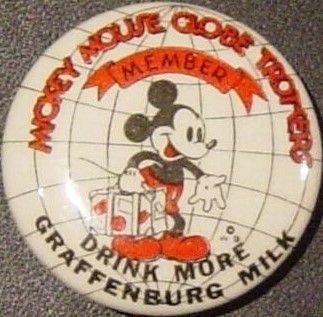 MICKEY MOUSE GLOBE TROTTERS
MEMBER
DRINK MORE
GRAFFENBURG MILK